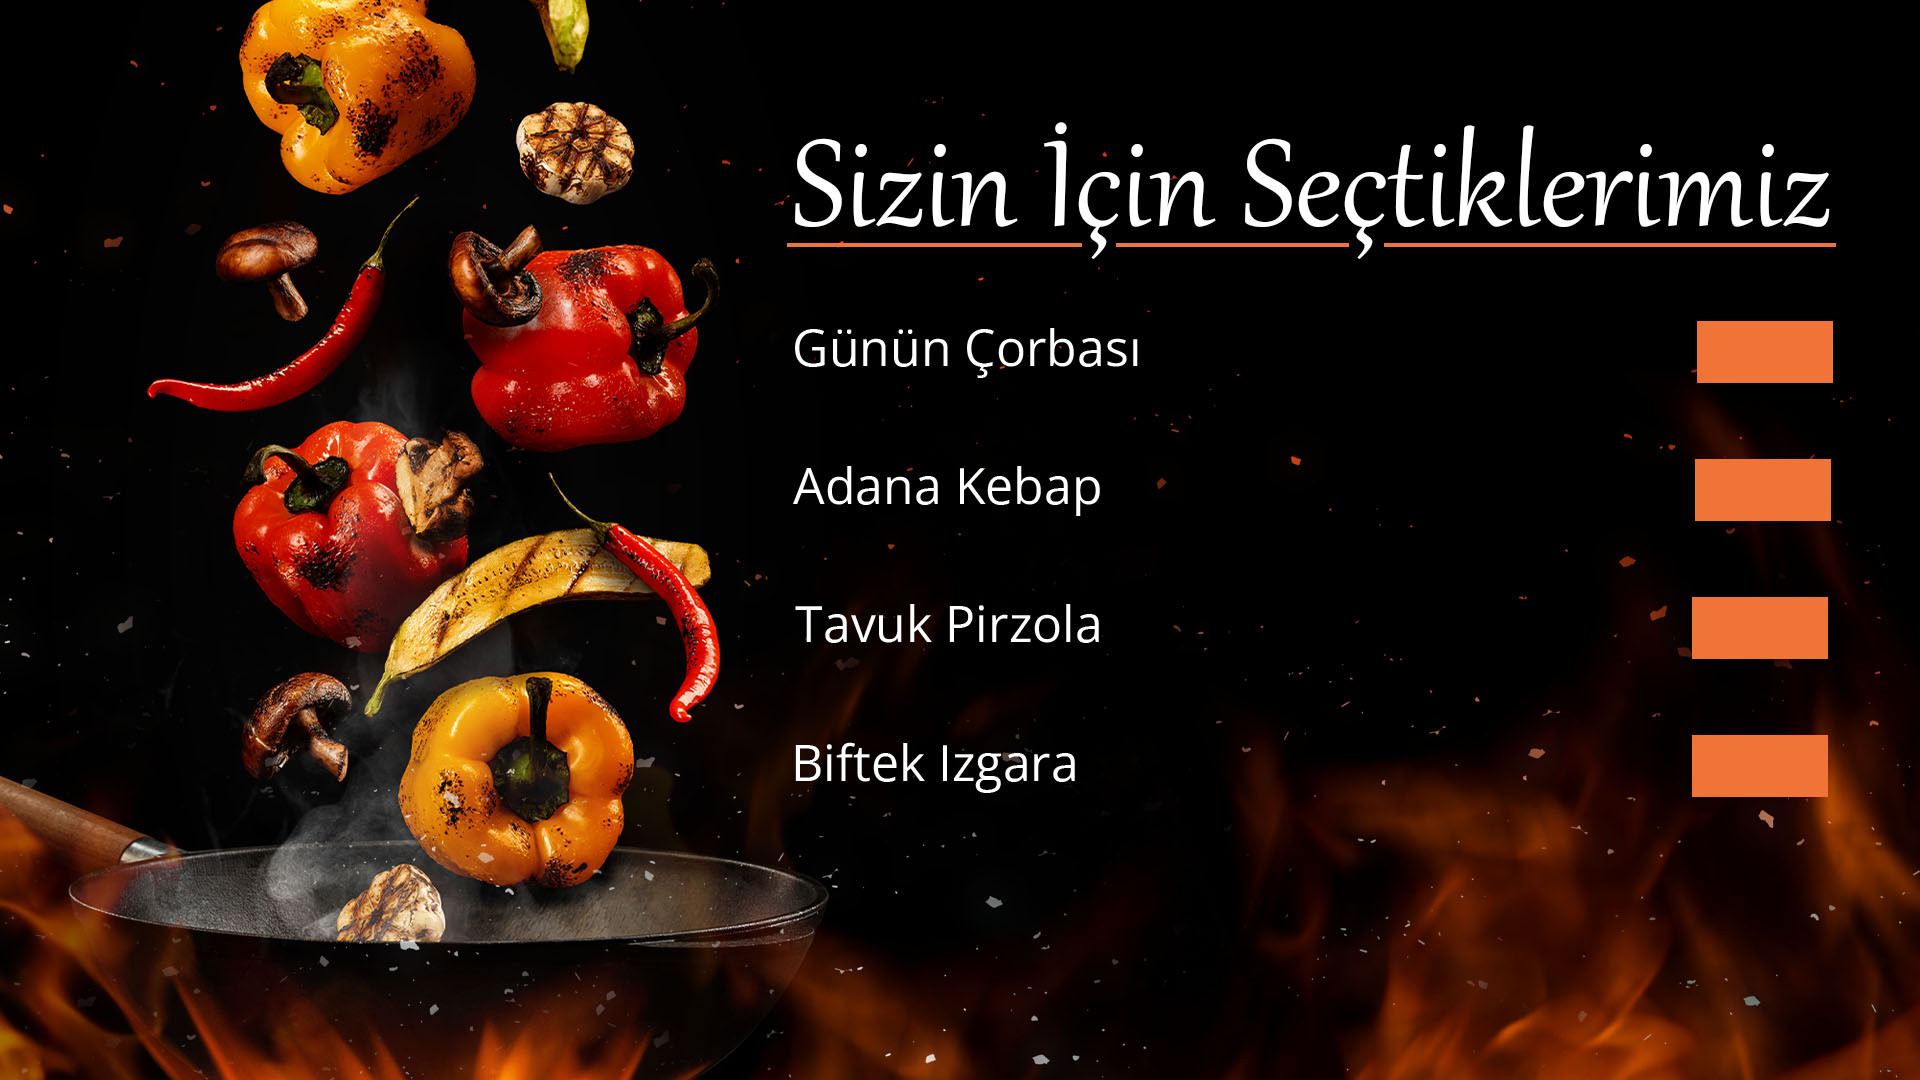 Sizin İçin Seçtiklerimiz
Günün Çorbası
Adana Kebap
Tavuk Pirzola
Biftek Izgara